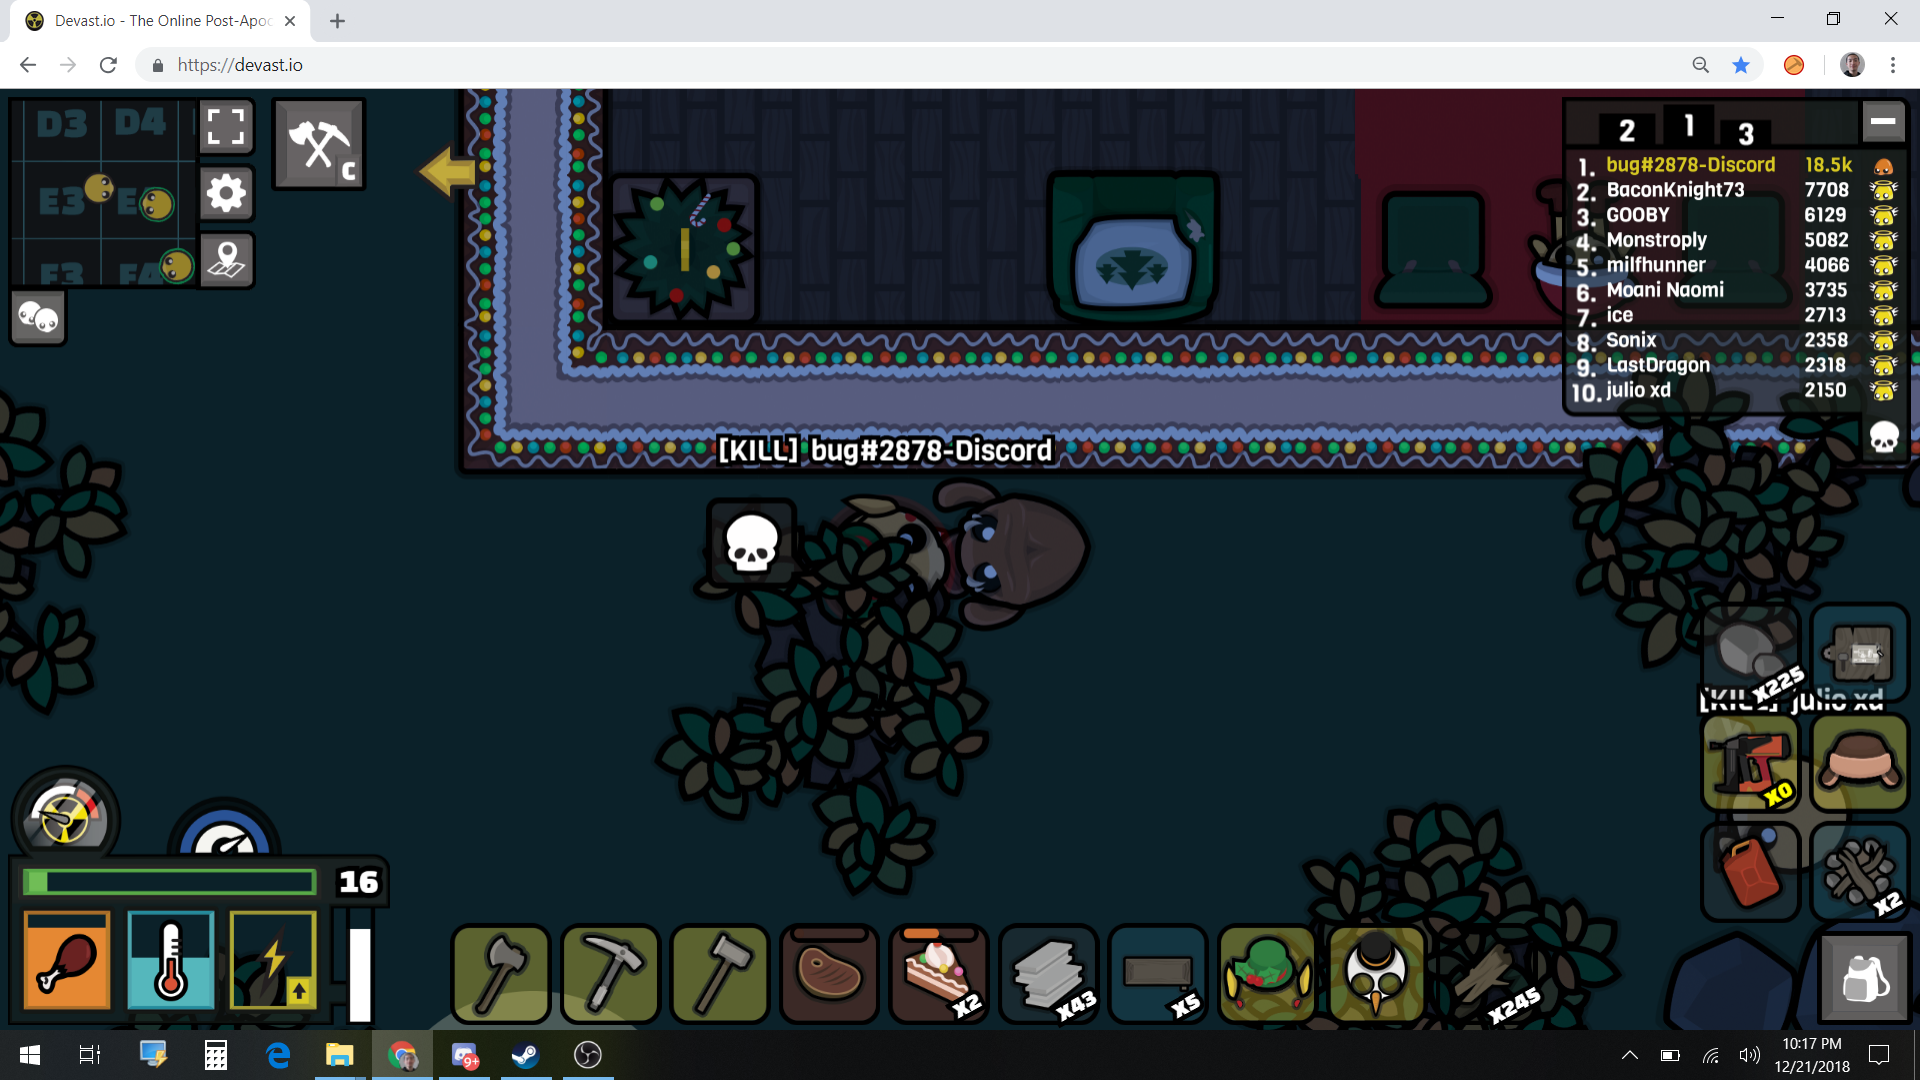 Devast.io - The Online Post-Apoc
https://devast.io
D3 D4
E3 E4
F3 F4
C
2 1 3
1. bug#2878-Discord 18.5k
2. BaconKnight73 7708
3. GOOBY 6129
4. Monstroply 5082
5. milfhunner 4066
6. Moani Naomi 3735
7. ice 2713
8. Sonix 2358
9. LastDragon 2318
10. julio xd 2150
[KILL] bug#2878-Discord
X225
[KILL] julio xd
X0
X2
16
X2
X43
X5
X245
9+
10:17 PM
12/21/2018